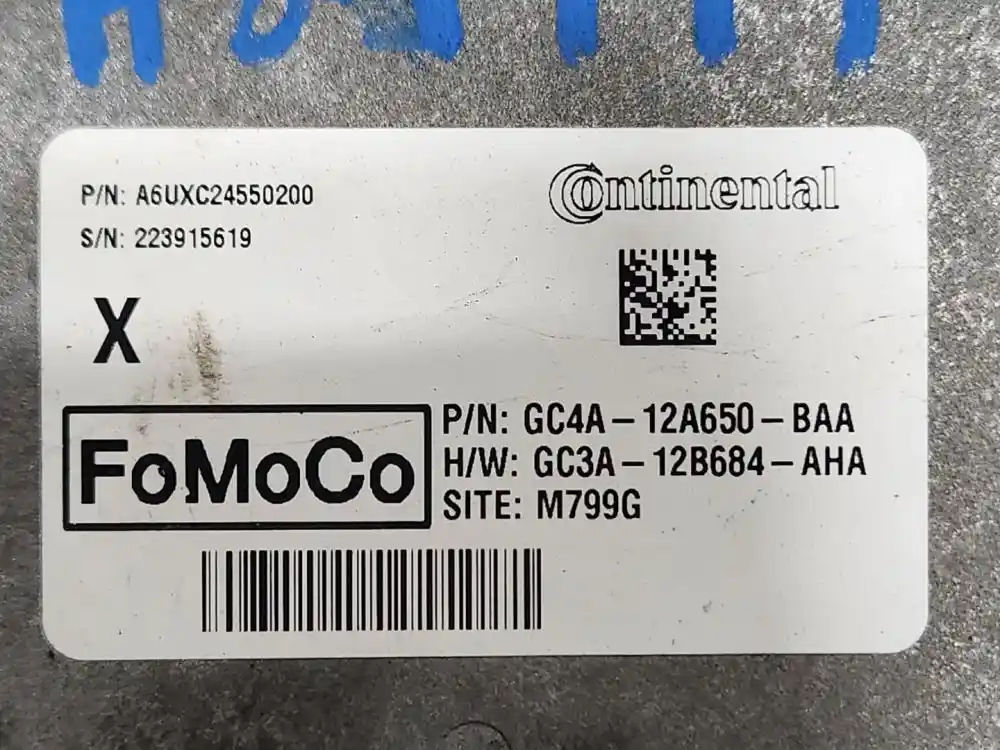 P/N: A6UXC24550200
S/N: 223915619
Continental
X
FoMoCo
P/N: GC4A-12A650-BAA
H/W: GC3A-12B684-AHA
SITE: M799G